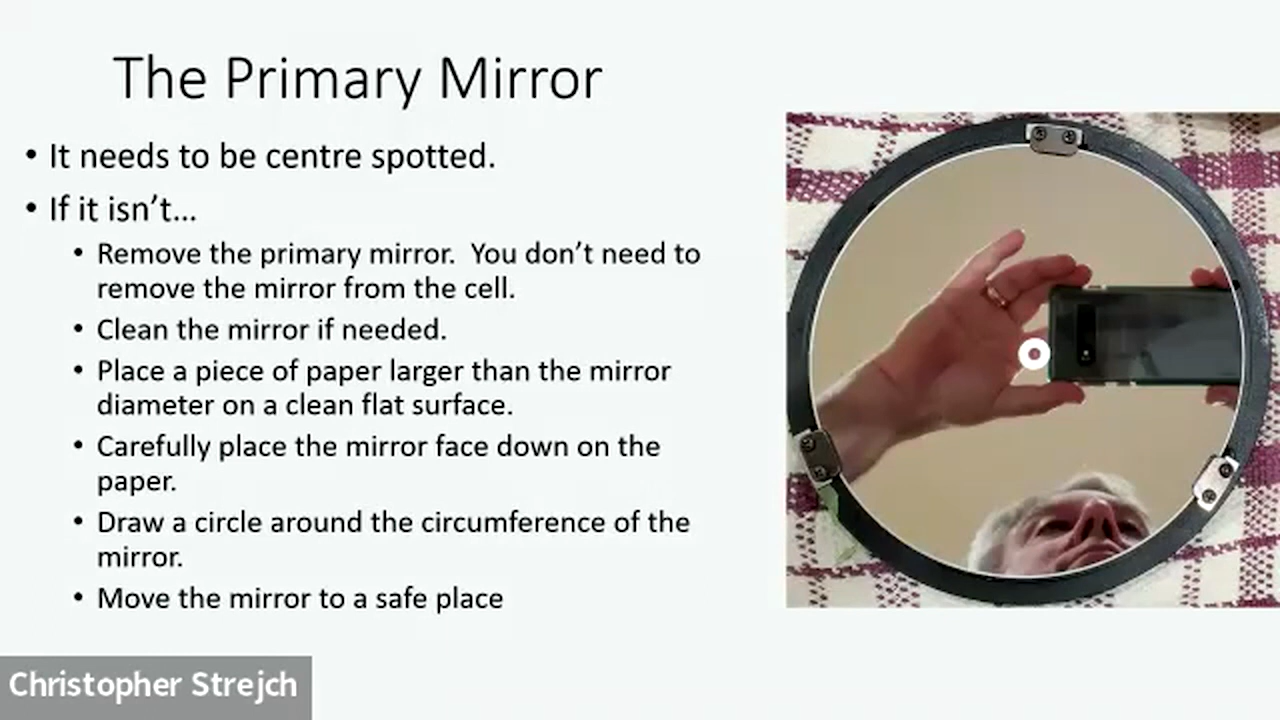 The Primary Mirror
• It needs to be centre spotted.
• If it isn’t…
• Remove the primary mirror.  You don’t need to
remove the mirror from the cell.
• Clean the mirror if needed.
• Place a piece of paper larger than the mirror
diameter on a clean flat surface.
• Carefully place the mirror face down on the
paper.
• Draw a circle around the circumference of the
mirror.
• Move the mirror to a safe place
Christopher Strejch